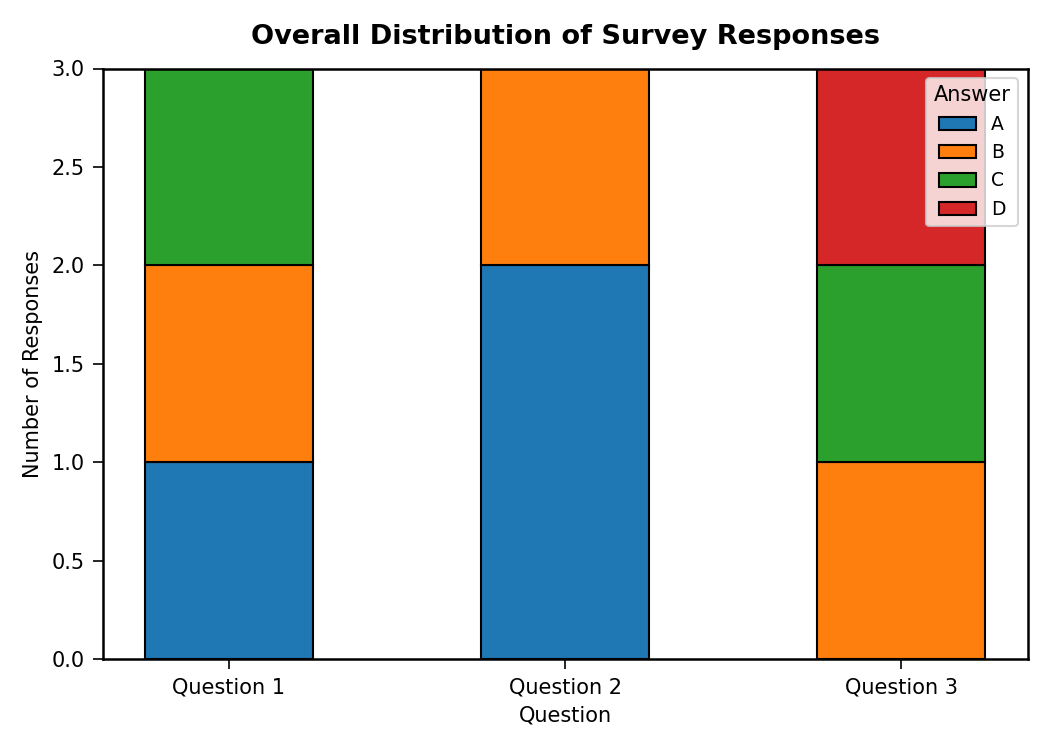 Overall Distribution of Survey Responses
3.0
2.5
2.0
1.5
1.0
0.5
0.0
Number of Responses
Answer
A
B
C
D
Question 1
Question 2
Question 3
Question